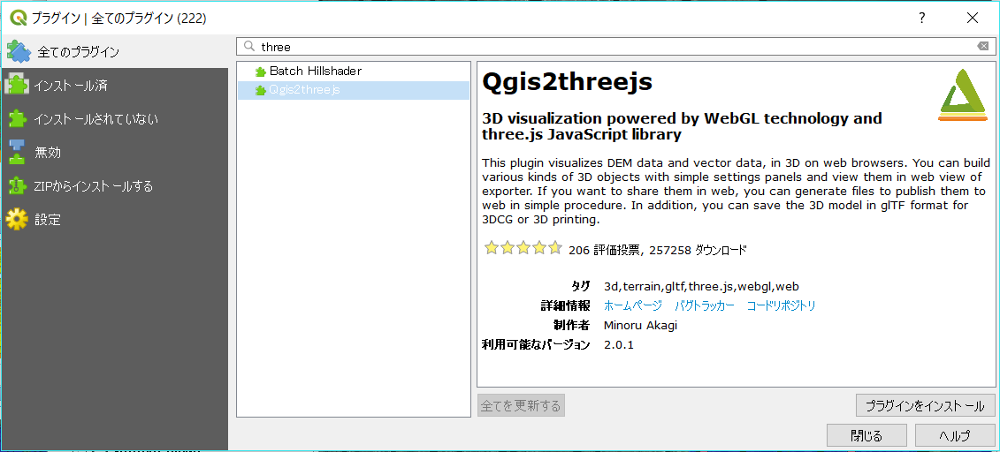 プラグイン | 全てのプラグイン (222)
全てのプラグイン
インストール済
インストールされていない
無効
ZIPからインストールする
設定
three
Batch Hillshader
Qgis2threejs
Qgis2threejs
3D visualization powered by WebGL technology and
three.js JavaScript library
This plugin visualizes DEM data and vector data, in 3D on web browsers. You can build
various kinds of 3D objects with simple settings panels and view them in web view of
exporter. If you want to share them in web, you can generate files to publish them to
web in simple procedure. In addition, you can save the 3D model in glTF format for
3DCG or 3D printing.
206 評価投票, 257258 ダウンロード
タグ 3d,terrain,gltf,three.js,webgl,web
詳細情報 ホームページ バグトラッカー コードリポジトリ
制作者 Minoru Akagi
利用可能なバージョン 2.0.1
全てを更新する
プラグインをインストール
閉じる
ヘルプ